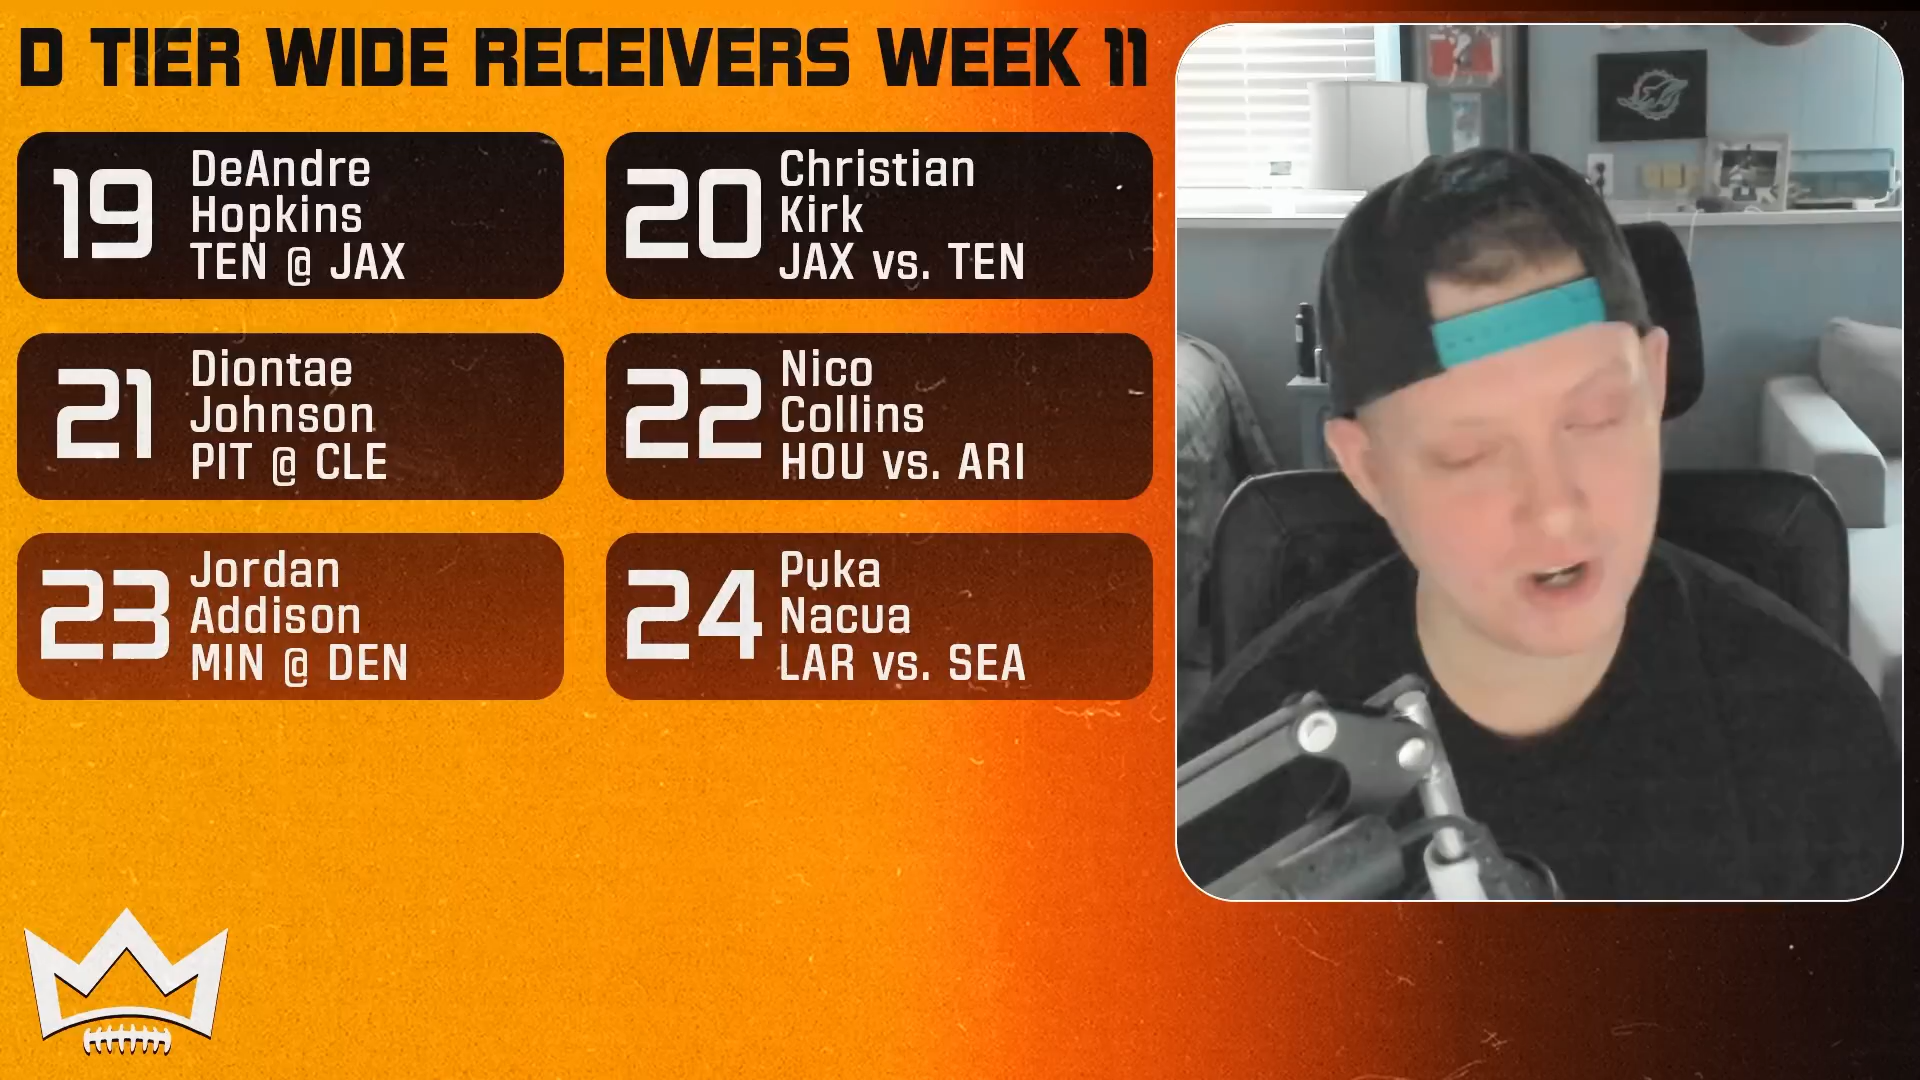 D TIER WIDE RECEIVERS WEEK 11
19
DeAndre
Hopkins
TEN @ JAX
20
Christian
Kirk
JAX vs. TEN
21
Diontae
Johnson
PIT @ CLE
22
Nico
Collins
HOU vs. ARI
23
Jordan
Addison
MIN @ DEN
24
Puka
Nacua
LAR vs. SEA